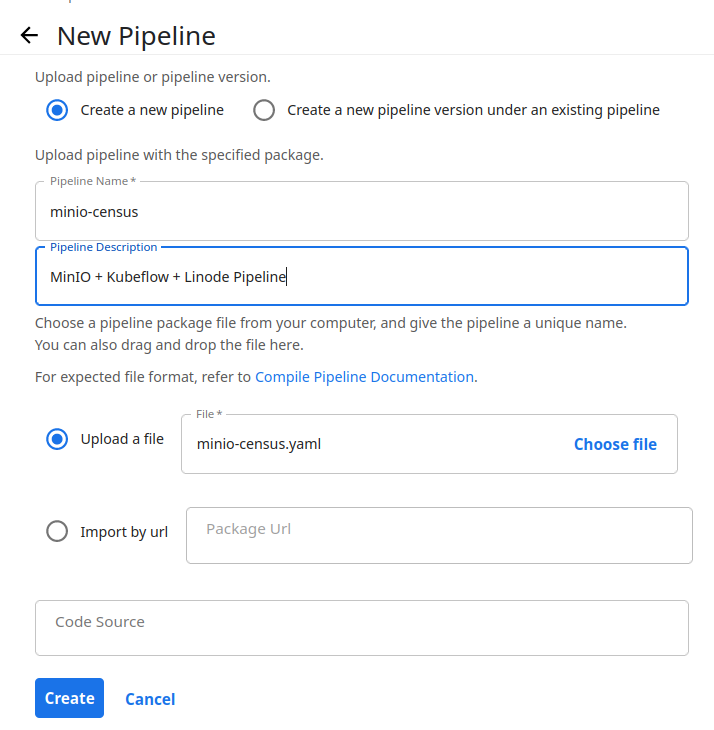 New Pipeline
Upload pipeline or pipeline version.
Create a new pipeline Create a new pipeline version under an existing pipeline
Upload pipeline with the specified package.
Pipeline Name *
minio-census
Pipeline Description
MinIO + Kubeflow + Linode Pipeline
Choose a pipeline package file from your computer, and give the pipeline a unique name.
You can also drag and drop the file here.
For expected file format, refer to Compile Pipeline Documentation.
File *
Upload a file minio-census.yaml Choose file
Import by url Package Url
Code Source
Create Cancel